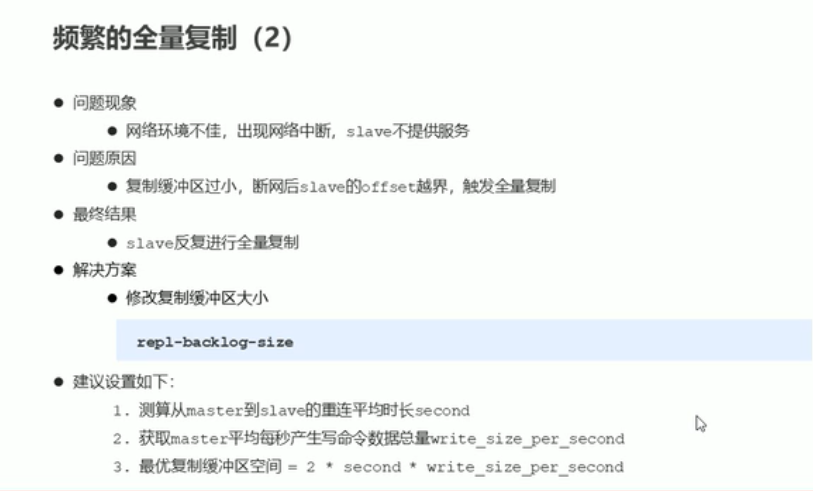 频繁的全量复制（2）
● 问题现象
● 网络环境不佳，出现网络中断，slave不提供服务
● 问题原因
● 复制缓冲区过小，断网后slave的offset越界，触发全量复制
● 最终结果
● slave反复进行全量复制
● 解决方案
● 修改复制缓冲区大小
repl-backlog-size
● 建议设置如下：
1. 测算从master到slave的重连平均时长second
2. 获取master平均每秒产生写命令数据总量write_size_per_second
3. 最优复制缓冲区空间 = 2 * second * write_size_per_second